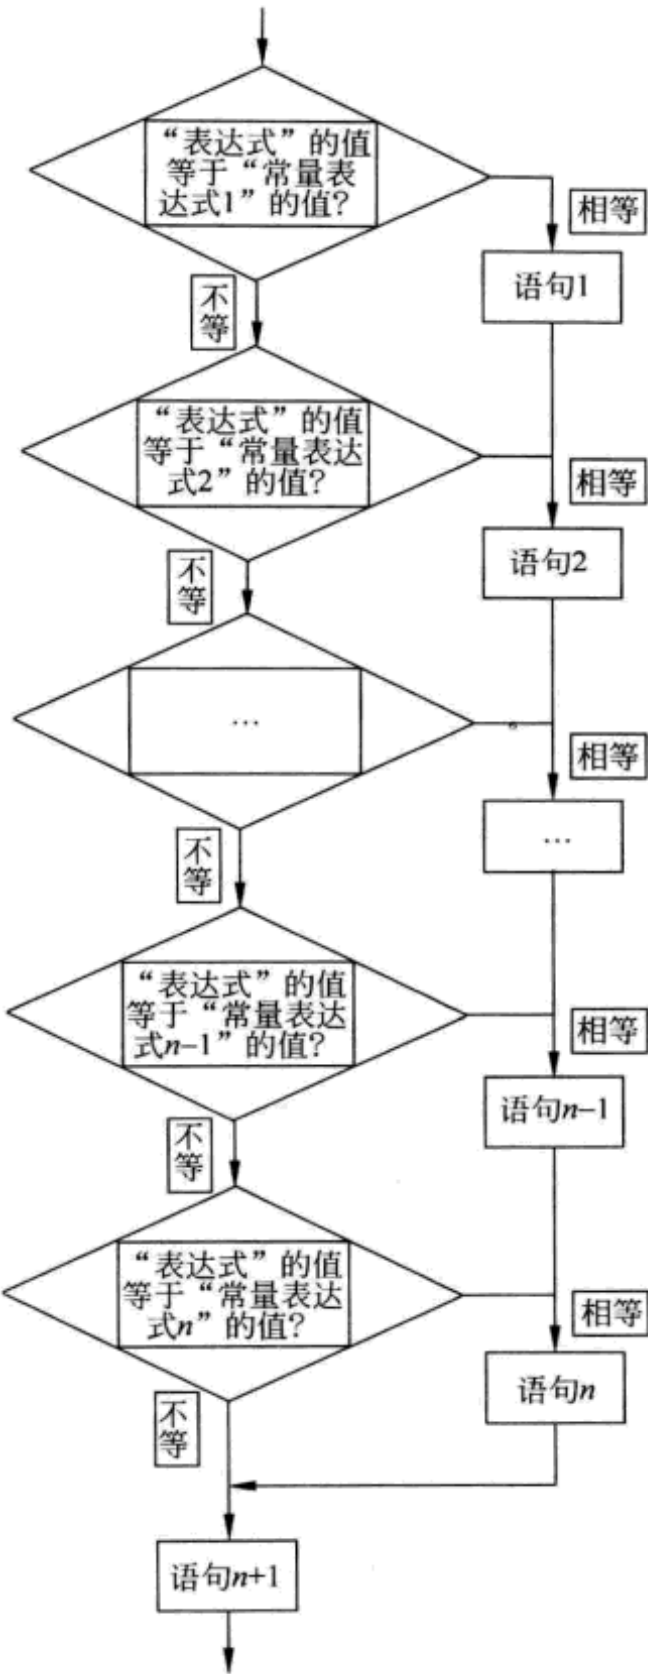 “表达式”的值
等于“常量表
达式1”的值?
相等
语句1
不
等
“表达式”的值
等于“常量表达
式2”的值?
相等
语句2
不
等
…
相等
…
不
等
“表达式”的值
等于“常量表达
式n−1”的值?
相等
语句n−1
不
等
“表达式”的值
等于“常量表达
式n”的值?
相等
语句n
不
等
语句n+1